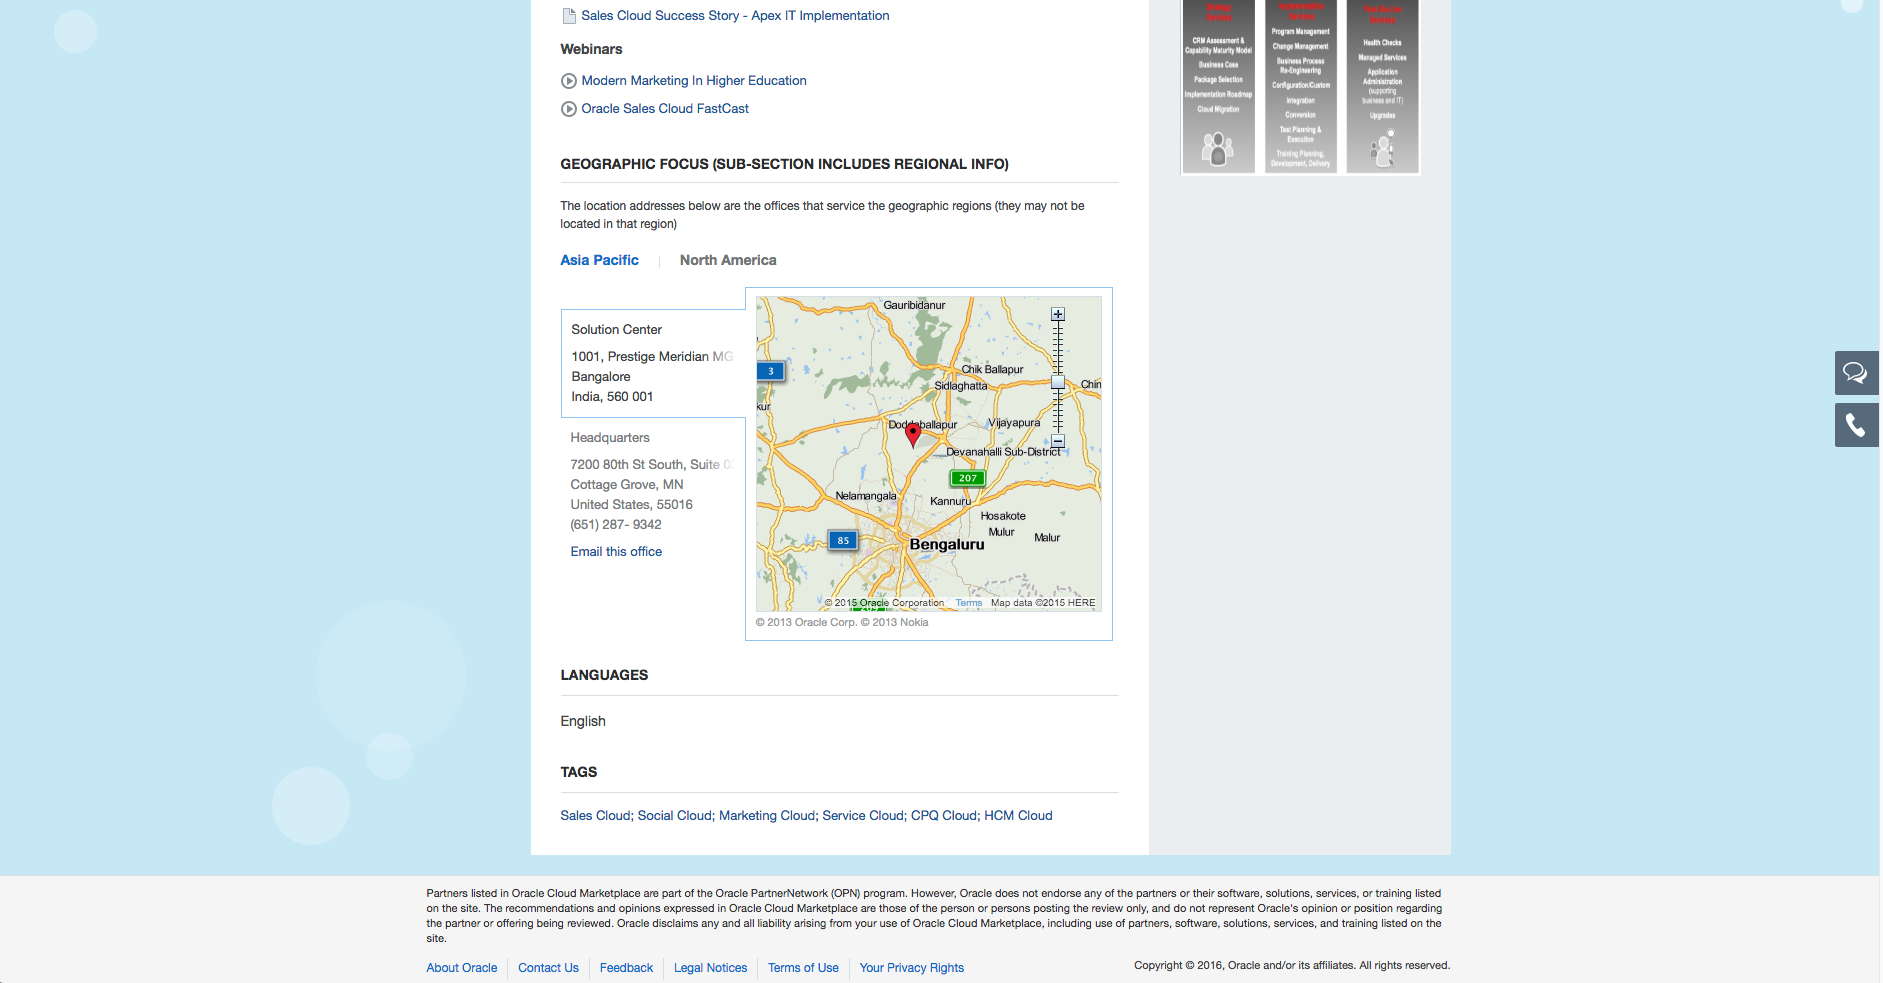 Sales Cloud Success Story - Apex IT Implementation
Webinars
Modern Marketing In Higher Education
Oracle Sales Cloud FastCast
GEOGRAPHIC FOCUS (SUB-SECTION INCLUDES REGIONAL INFO)
The location addresses below are the offices that service the geographic regions (they may not be
located in that region)
Asia Pacific
North America
Solution Center
1001, Prestige Meridian MG
Bangalore
India, 560 001
Headquarters
7200 80th St South, Suite
Cottage Grove, MN
United States, 55016
(651) 287- 9342
Email this office
Gauribidanur
3
Chik Ballapur
Sidlaghatta
Chin
kur
Vijayapura
Devanahalli Sub-District
207
Nelamangala
Kannuru
Hosakote
Mulur
Malur
85
Bengaluru
© 2015 Oracle Corporation
Terms
Map data ©2015 HERE
© 2013 Oracle Corp. © 2013 Nokia
LANGUAGES
English
TAGS
Sales Cloud; Social Cloud; Marketing Cloud; Service Cloud; CPQ Cloud; HCM Cloud
CRM Assessment &
Capability Maturity Model
Business Case
Package Selection
Implementation Roadmap
Cloud Migration
Program Management
Change Management
Business Process
Re-Engineering
Configuration/Custom
Integration
Conversion
Test Planning &
Execution
Training Planning,
Development, Delivery
Health Checks
Managed Services
Application
Administration
(supporting
business and IT)
Upgrades
Partners listed in Oracle Cloud Marketplace are part of the Oracle PartnerNetwork (OPN) program. However, Oracle does not endorse any of the partners or their software, solutions, services, or training listed
on the site. The recommendations and opinions expressed in Oracle Cloud Marketplace are those of the person or persons posting the review only, and do not represent Oracle's opinion or position regarding
the partner or offering being reviewed. Oracle disclaims any and all liability arising from your use of Oracle Cloud Marketplace, including use of partners, software, solutions, services, and training listed on the
site.
About Oracle
Contact Us
Feedback
Legal Notices
Terms of Use
Your Privacy Rights
Copyright © 2016, Oracle and/or its affiliates. All rights reserved.